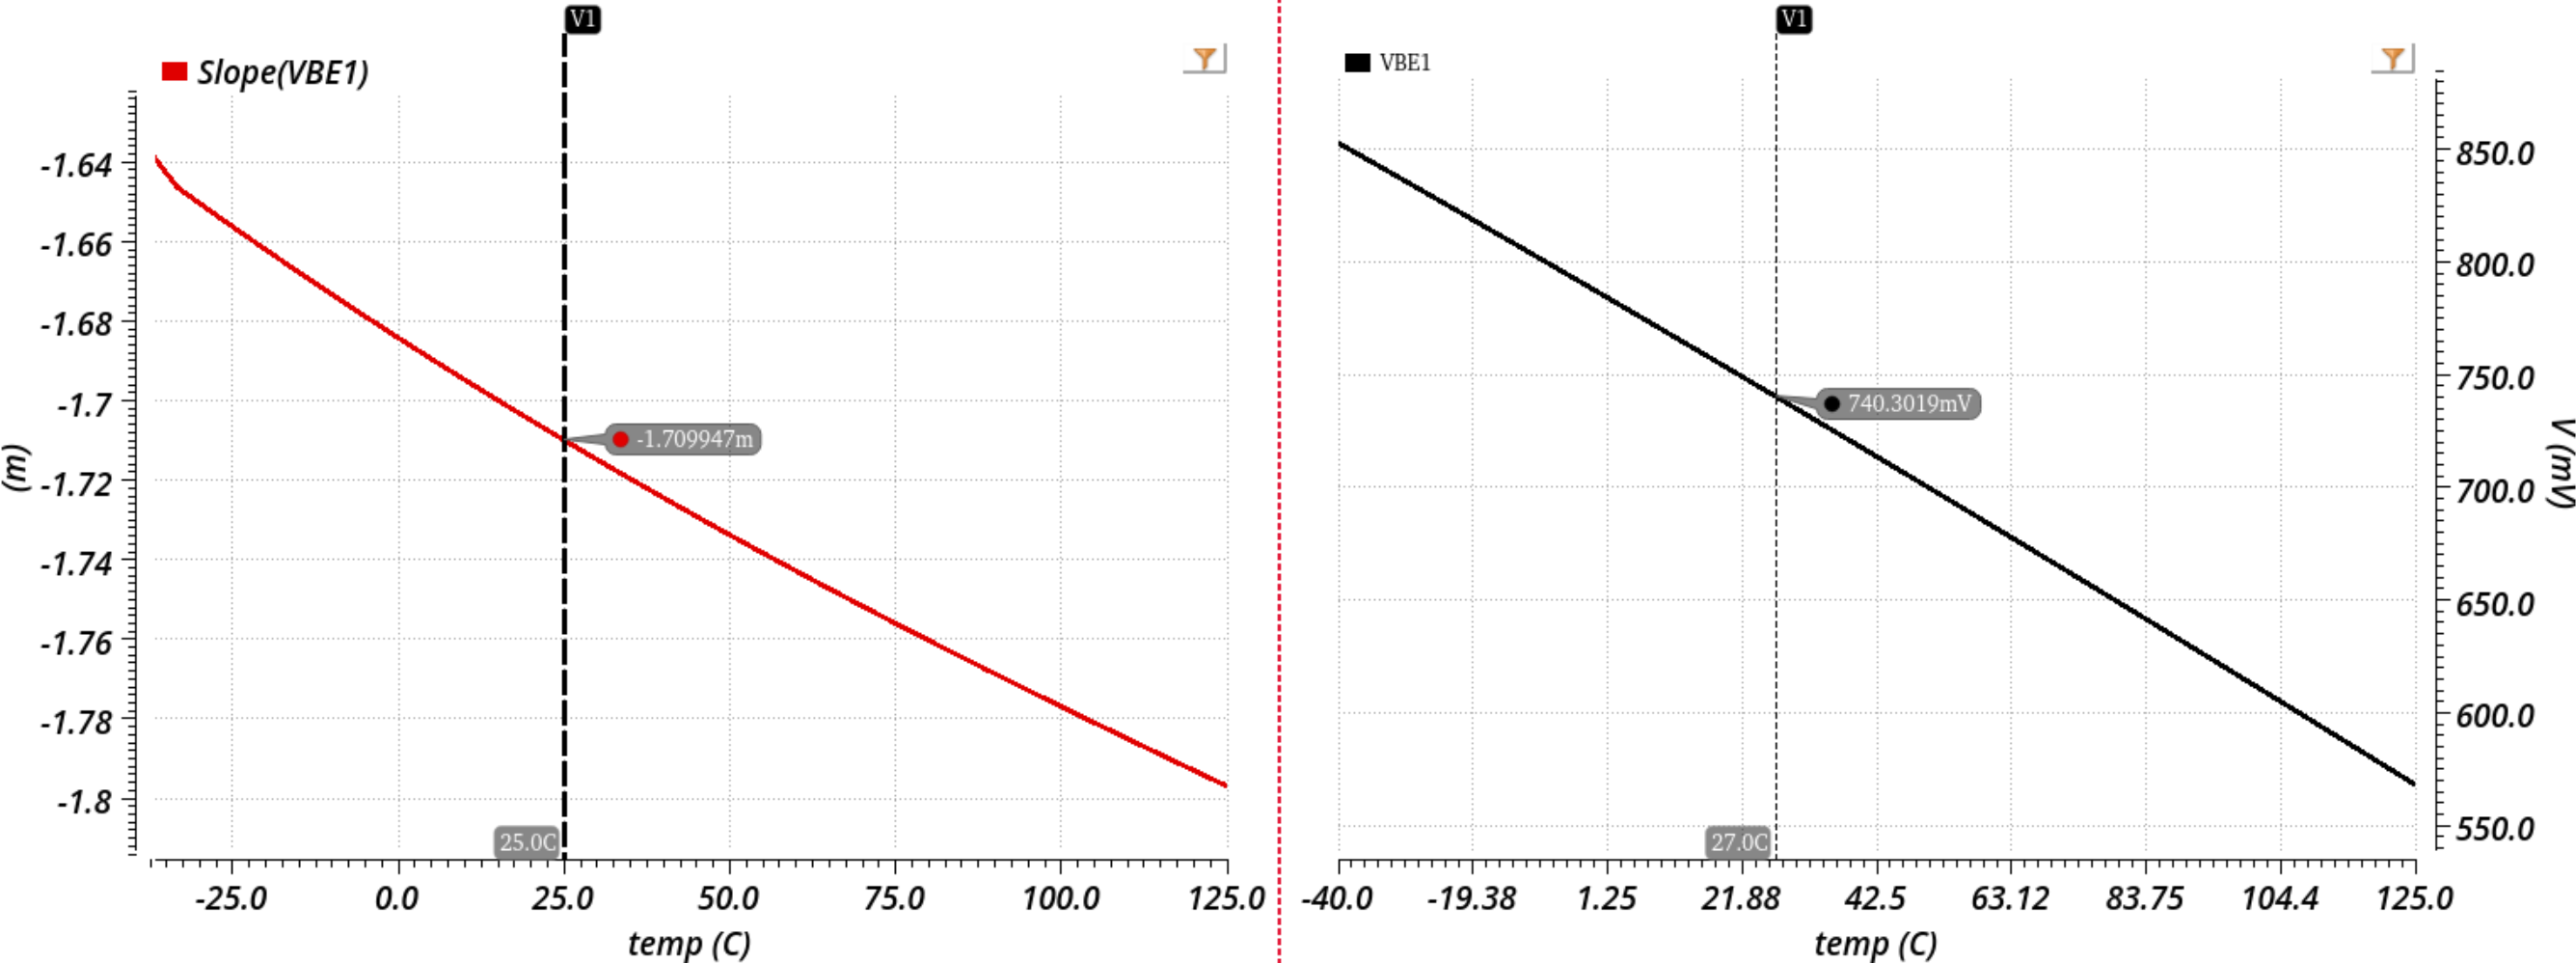 V1
Slope(VBE1)
-1.64
-1.66
-1.68
-1.7
-1.72
-1.74
-1.76
-1.78
-1.8
(m)
-1.709947m
25.0C
-25.0 0.0 25.0 50.0 75.0 100.0 125.0
temp (C)
V1
VBE1
850.0
800.0
750.0
700.0
650.0
600.0
550.0
V (mV)
740.3019mV
27.0C
-40.0 -19.38 1.25 21.88 42.5 63.12 83.75 104.4 125.0
temp (C)